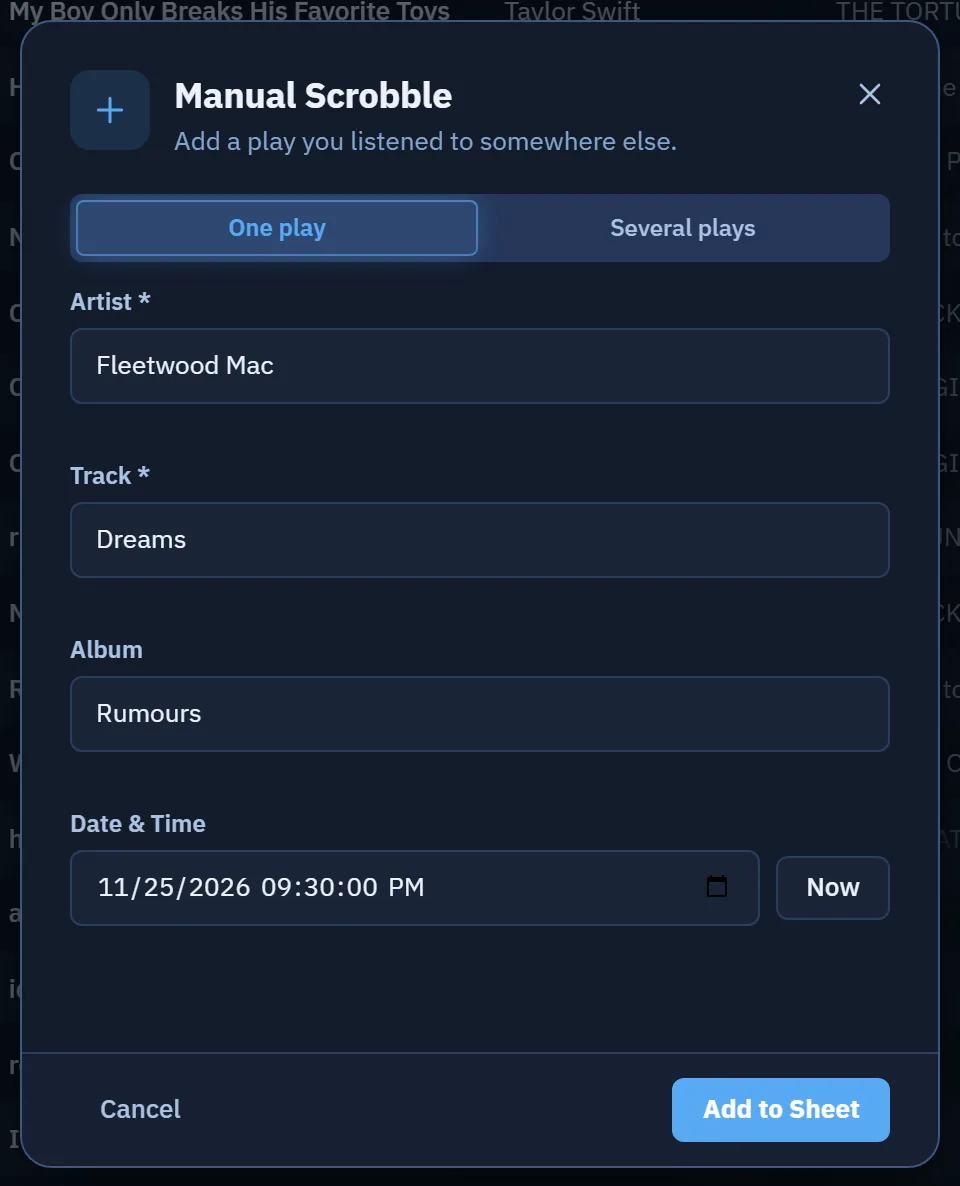 My Boy Only Breaks His Favorite Toys Taylor Swift THE
Manual Scrobble
Add a play you listened to somewhere else.
One play Several plays
Artist *
Fleetwood Mac
Track *
Dreams
Album
Rumours
Date & Time
11/25/2026 09:30:00 PM Now
Cancel Add to Sheet